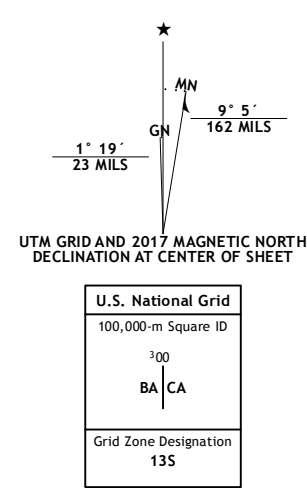 ★
MN
GN
9° 5´
162 MILS
1° 19´
23 MILS
UTM GRID AND 2017 MAGNETIC NORTH
DECLINATION AT CENTER OF SHEET
U.S. National Grid
100,000-m Square ID
³00
BA CA
Grid Zone Designation
13S